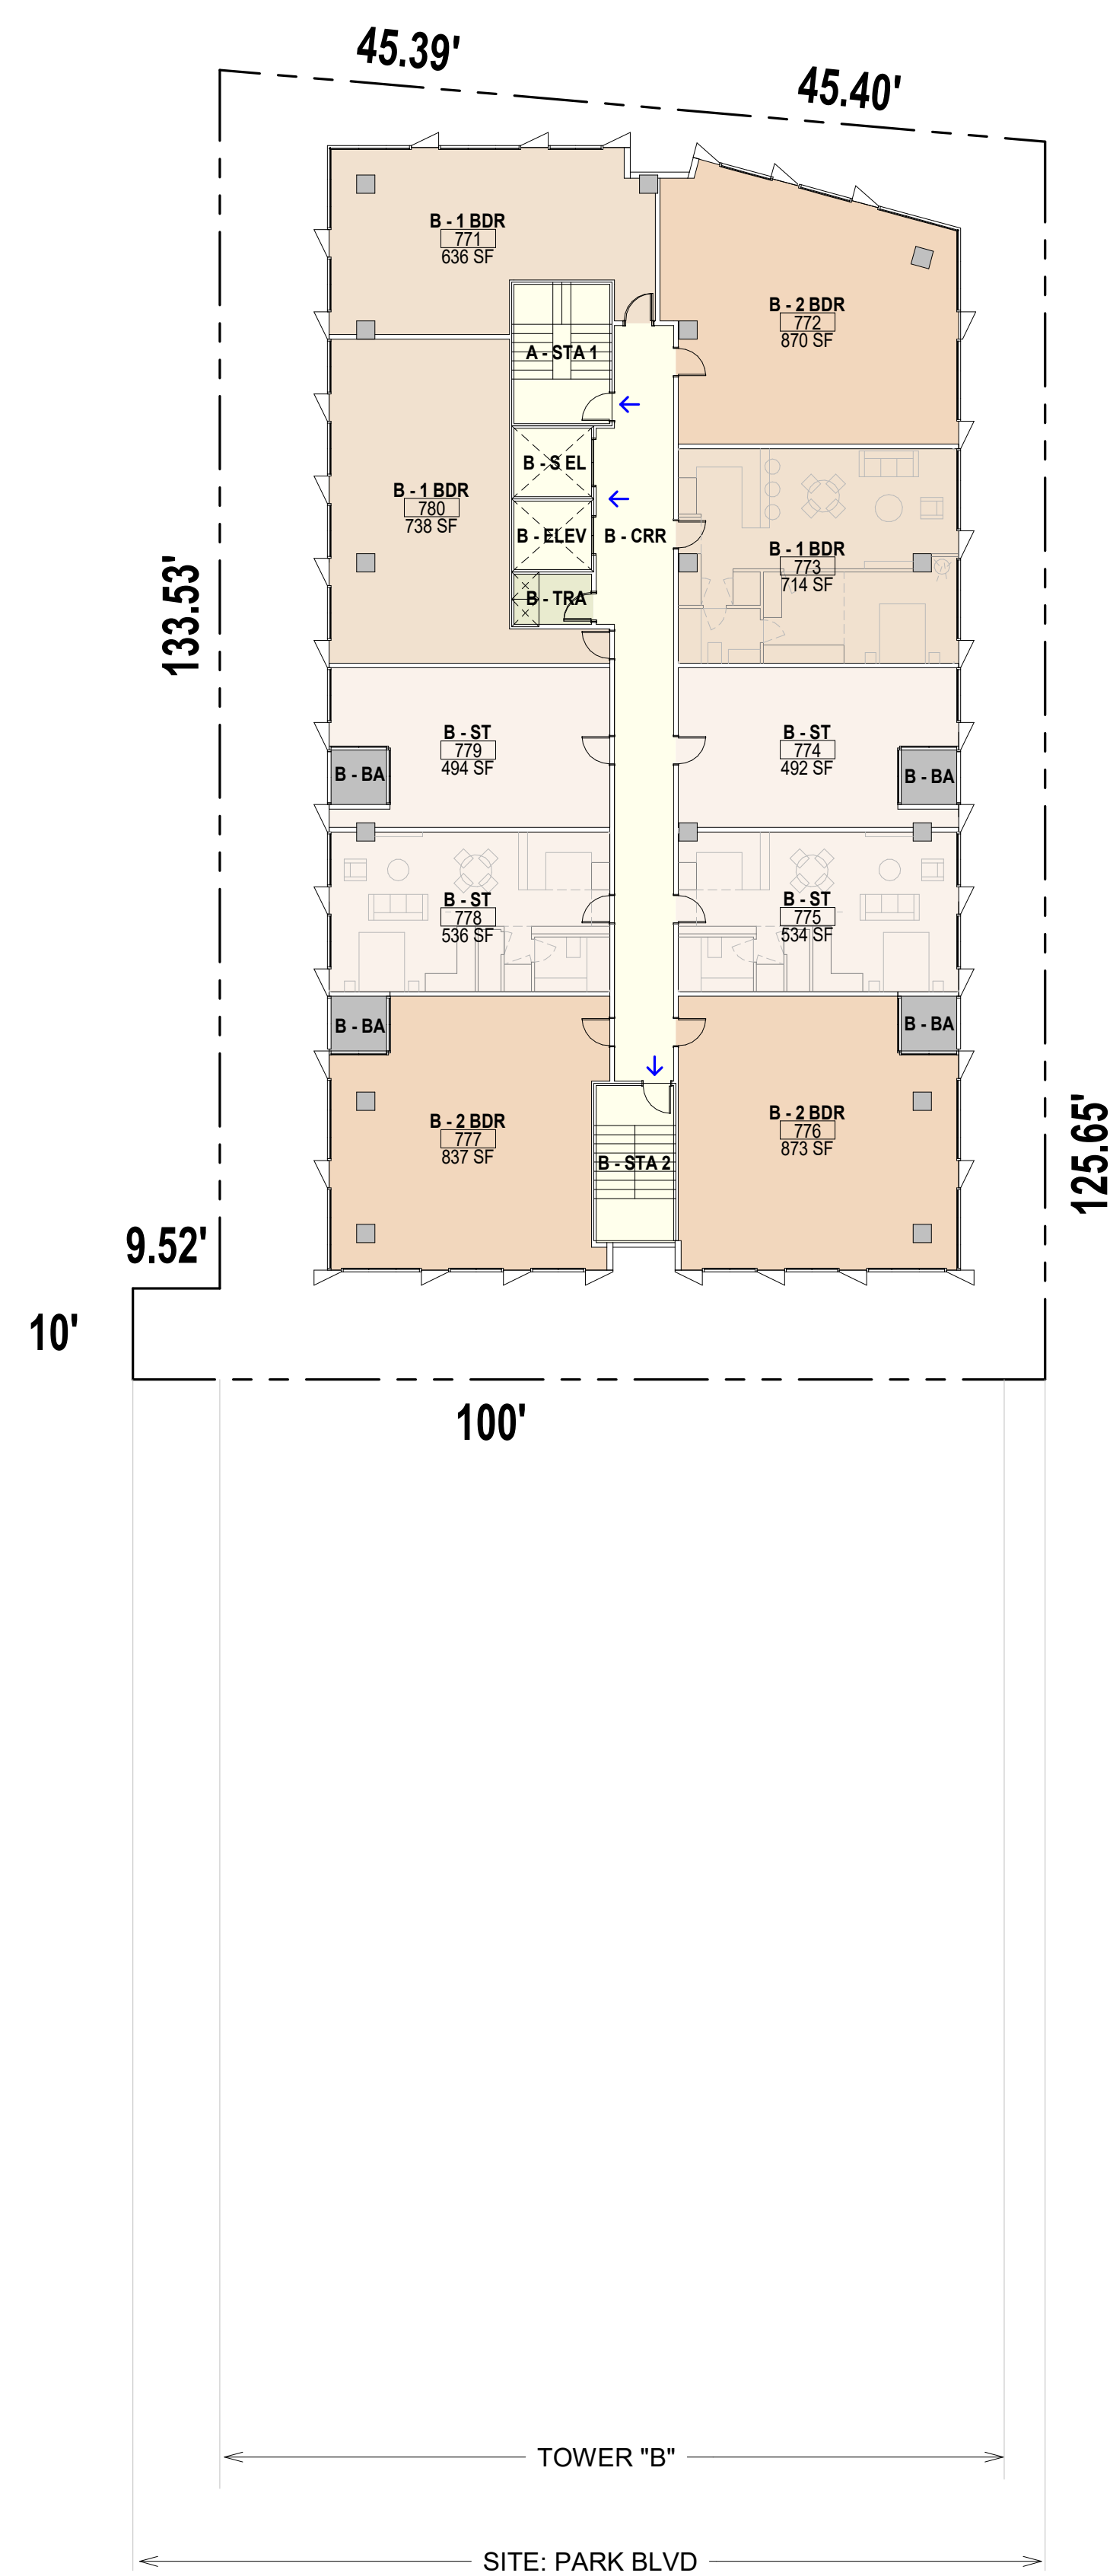 45.39'
45.40'
B - 1 BDR
771
636 SF
B - 2 BDR
772
870 SF
A - STA 1
B - S EL
B - 1 BDR
780
738 SF
B - ELEV
B - CRR
B - 1 BDR
773
714 SF
B - TRA
133.53'
B - ST
779
494 SF
B - ST
774
492 SF
B - BA
B - BA
B - ST
778
536 SF
B - ST
775
534 SF
B - BA
B - BA
B - 2 BDR
777
837 SF
B - 2 BDR
776
873 SF
B - STA 2
125.65'
9.52'
10'
100'
TOWER "B"
SITE: PARK BLVD